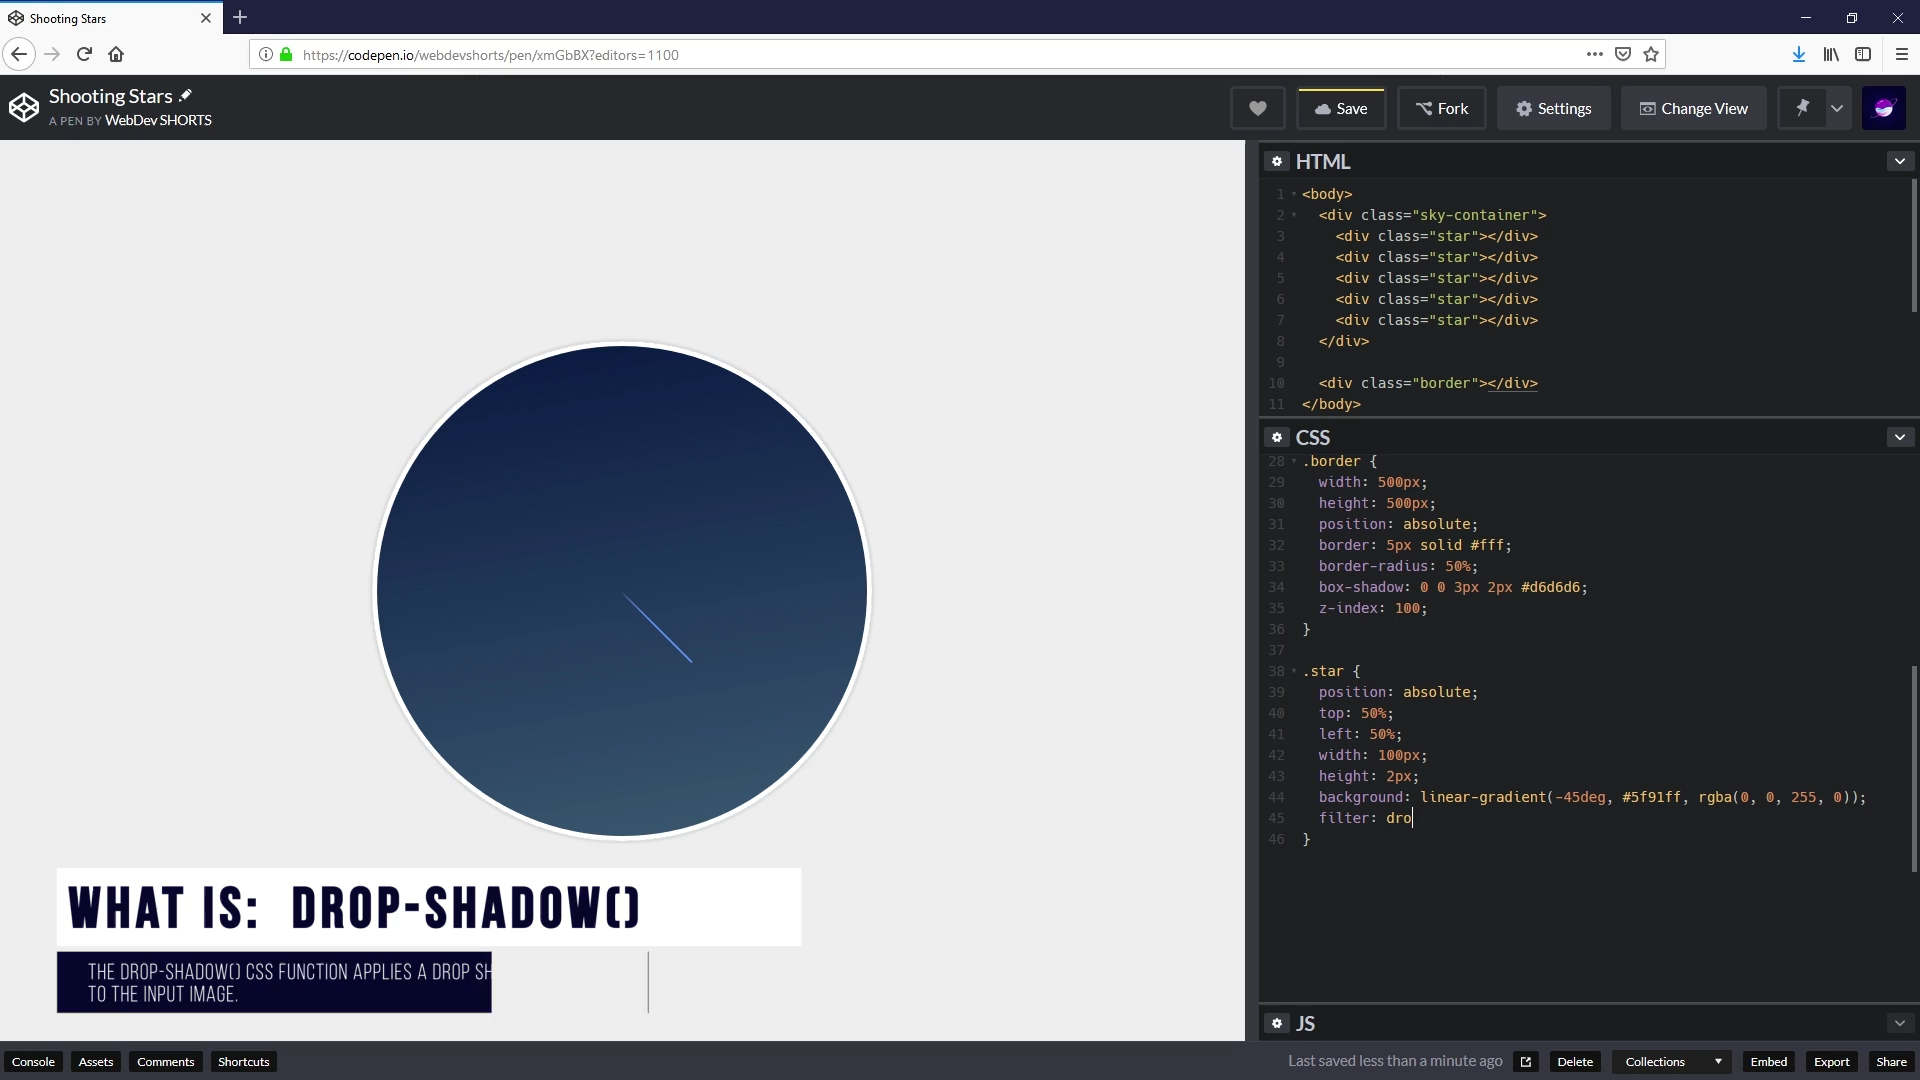 Shooting Stars
https://codepen.io/webdevshorts/pen/xmGbBX?editors=1100
Shooting Stars
A PEN BY WebDev SHORTS
Save
Fork
Settings
Change View
HTML
1 <body>
2 <div class="sky-container">
3 <div class="star"></div>
4 <div class="star"></div>
5 <div class="star"></div>
6 <div class="star"></div>
7 <div class="star"></div>
8 </div>
9
10 <div class="border"></div>
11 </body>
CSS
28 .border {
29 width: 500px;
30 height: 500px;
31 position: absolute;
32 border: 5px solid #fff;
33 border-radius: 50%;
34 box-shadow: 0 0 3px 2px #d6d6d6;
35 z-index: 100;
36 }
37
38 .star {
39 position: absolute;
40 top: 50%;
41 left: 50%;
42 width: 100px;
43 height: 2px;
44 background: linear-gradient(-45deg, #5f91ff, rgba(0, 0, 255, 0));
45 filter: dro
46 }
WHAT IS: DROP-SHADOW()
THE DROP-SHADOW() CSS FUNCTION APPLIES A DROP SH
TO THE INPUT IMAGE.
JS
Console
Assets
Comments
Shortcuts
Last saved less than a minute ago
Delete
Collections
Embed
Export
Share